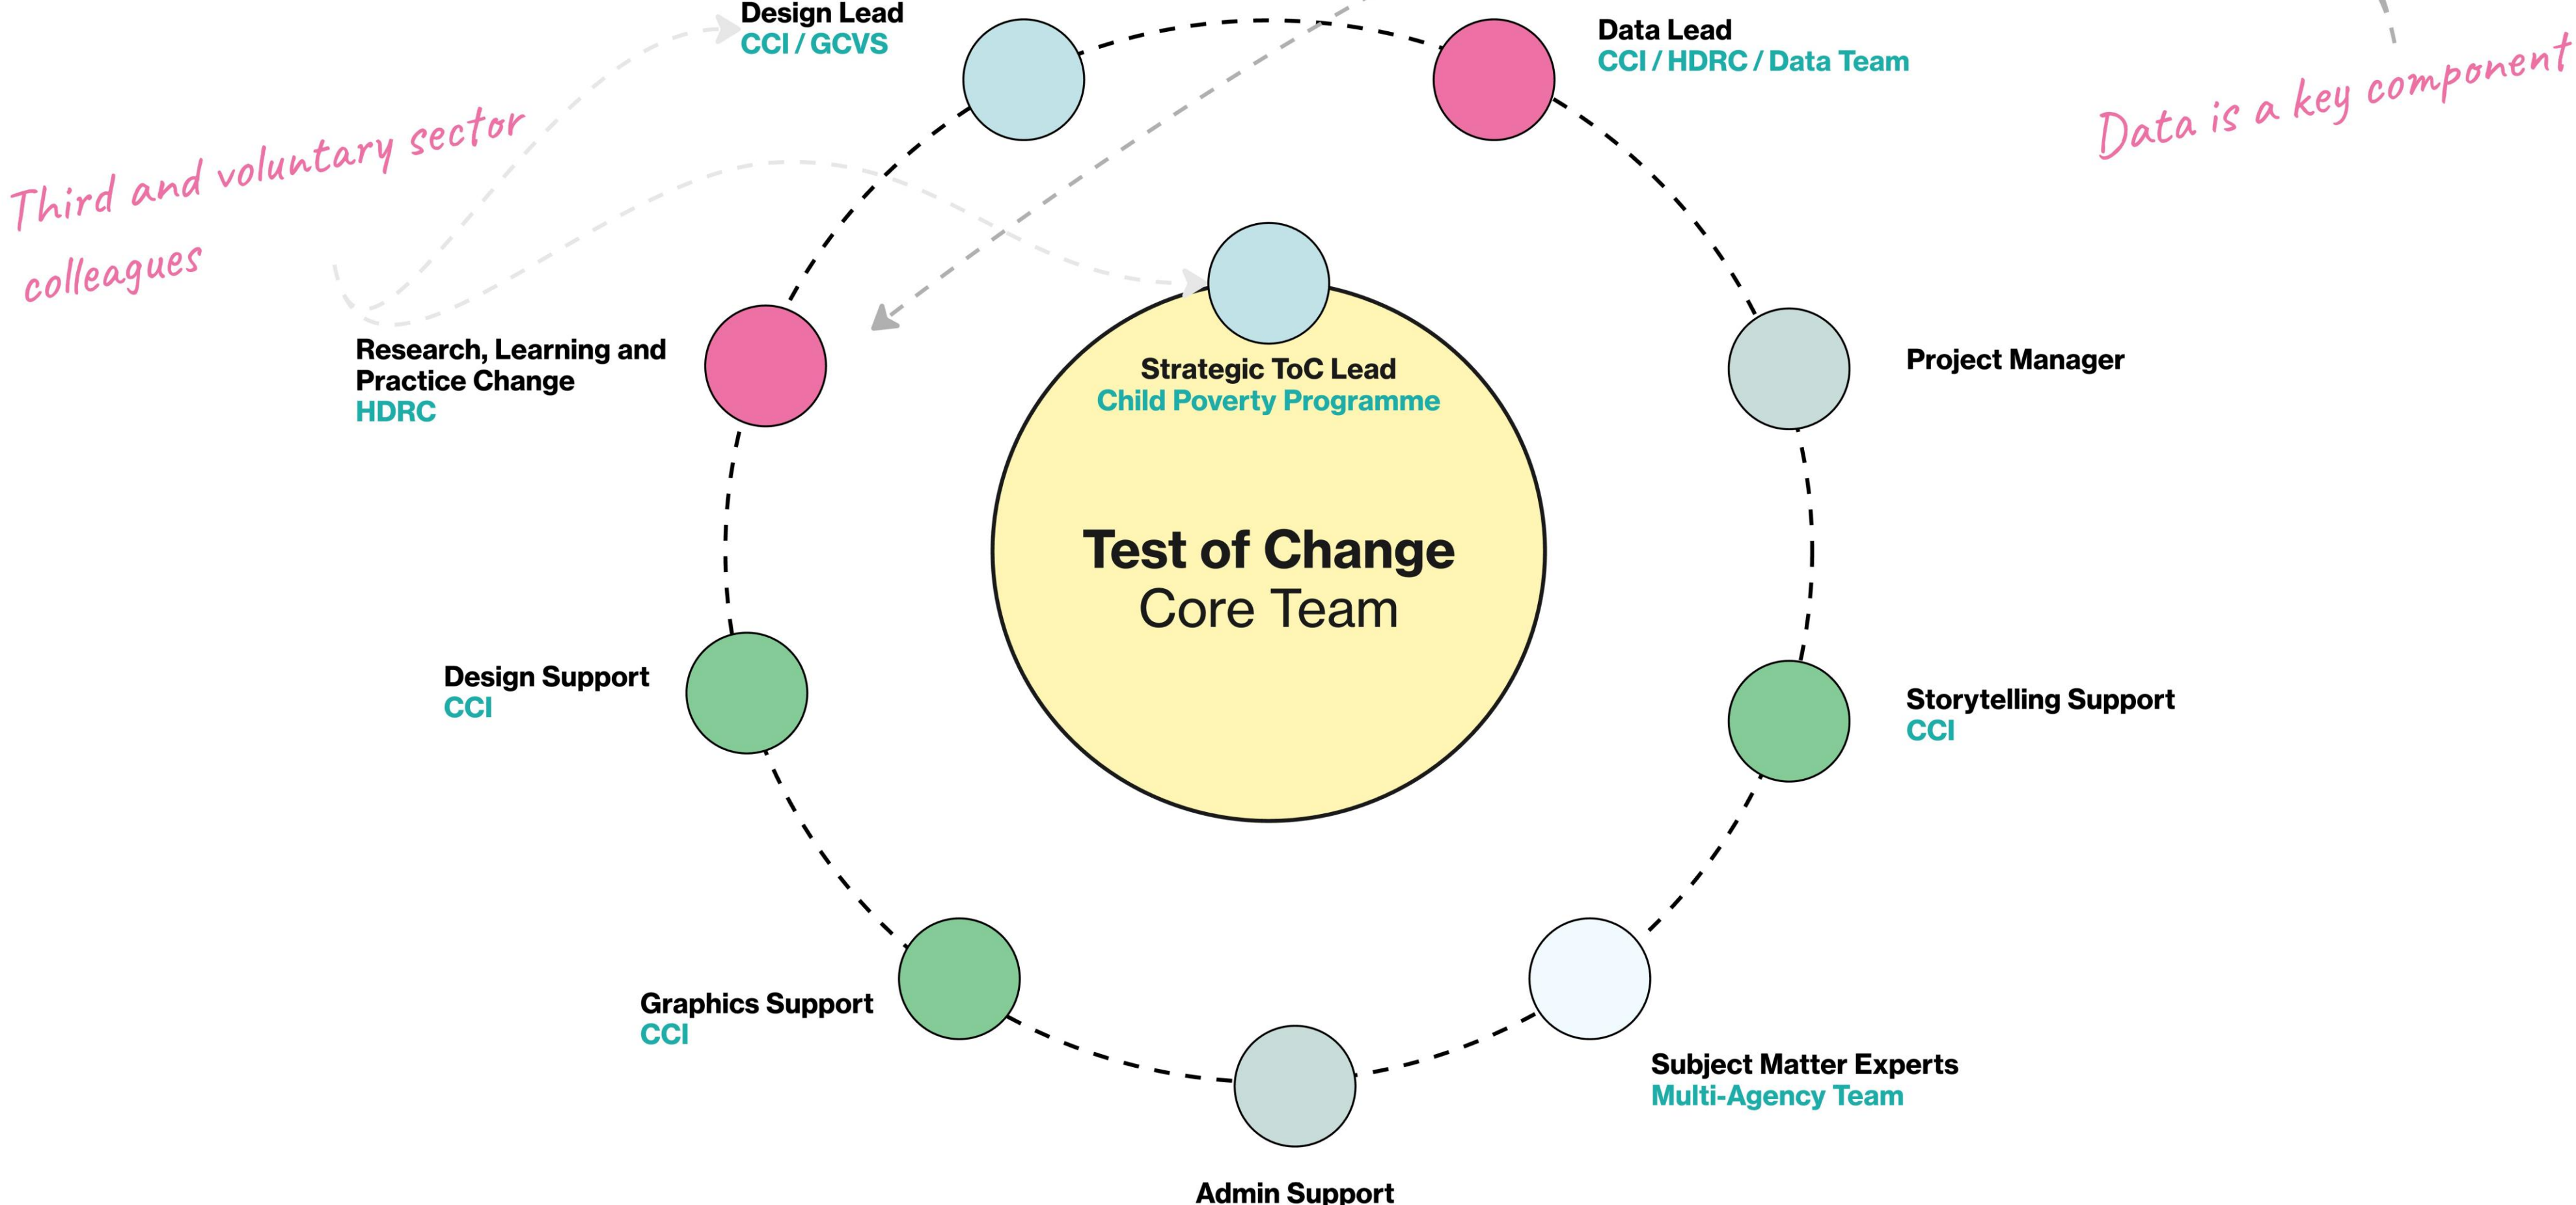 Design Lead
CCI / GCVS
Data Lead
CCI / HDRC / Data Team
Data is a key component
Third and voluntary sector
colleagues
Research, Learning and
Practice Change
HDRC
Strategic ToC Lead
Child Poverty Programme
Project Manager
Test of Change
Core Team
Design Support
CCI
Storytelling Support
CCI
Graphics Support
CCI
Subject Matter Experts
Multi-Agency Team
Admin Support